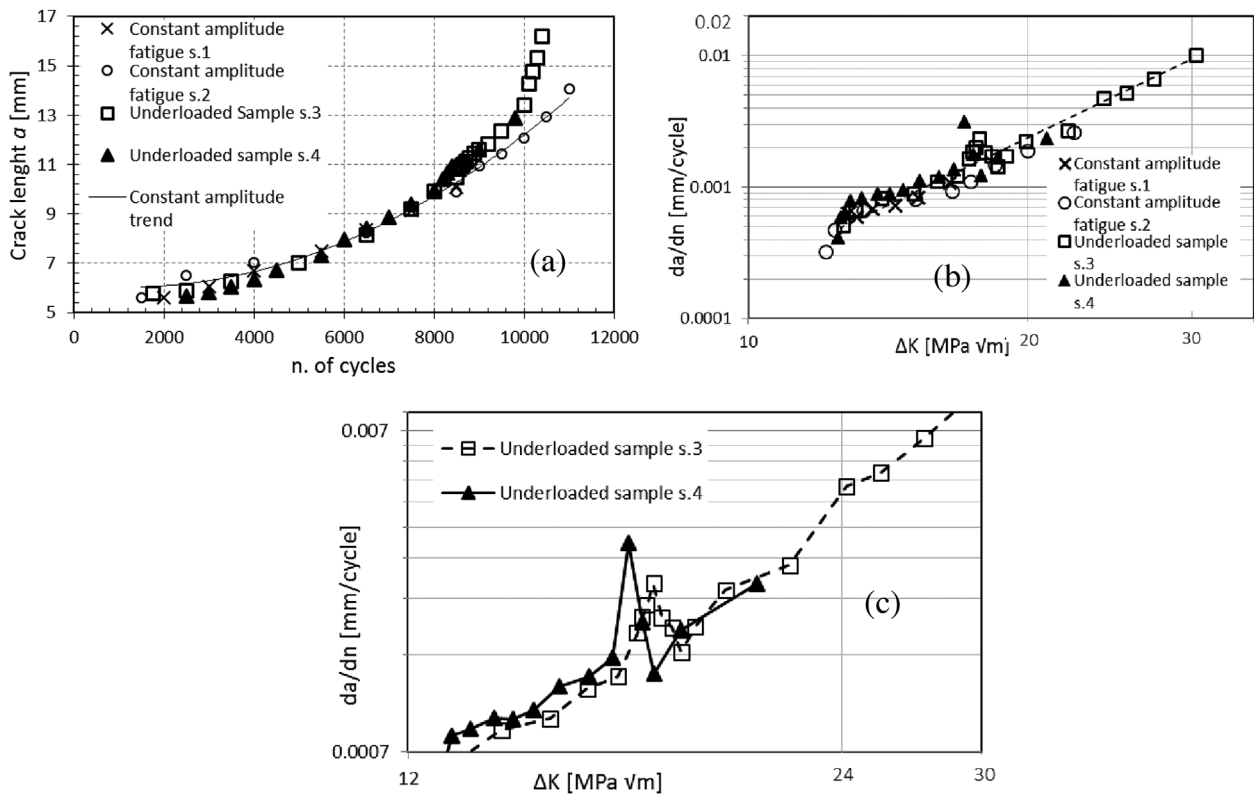 17
15
13
11
9
7
5
Crack lenght a [mm]
Constant amplitude
fatigue s.1
Constant amplitude
fatigue s.2
Underloaded Sample s.3
Underloaded sample s.4
Constant amplitude
trend
(a)
0
2000
4000
6000
8000
10000
12000
n. of cycles
0.02
0.01
0.001
0.0001
da/dn [mm/cycle]
Constant amplitude
fatigue s.1
Constant amplitude
fatigue s.2
Underloaded sample
s.3
Underloaded sample
s.4
(b)
10
20
30
ΔK [MPa √m]
0.007
0.0007
da/dn [mm/cycle]
Underloaded sample s.3
Underloaded sample s.4
(c)
12
24
30
ΔK [MPa √m]